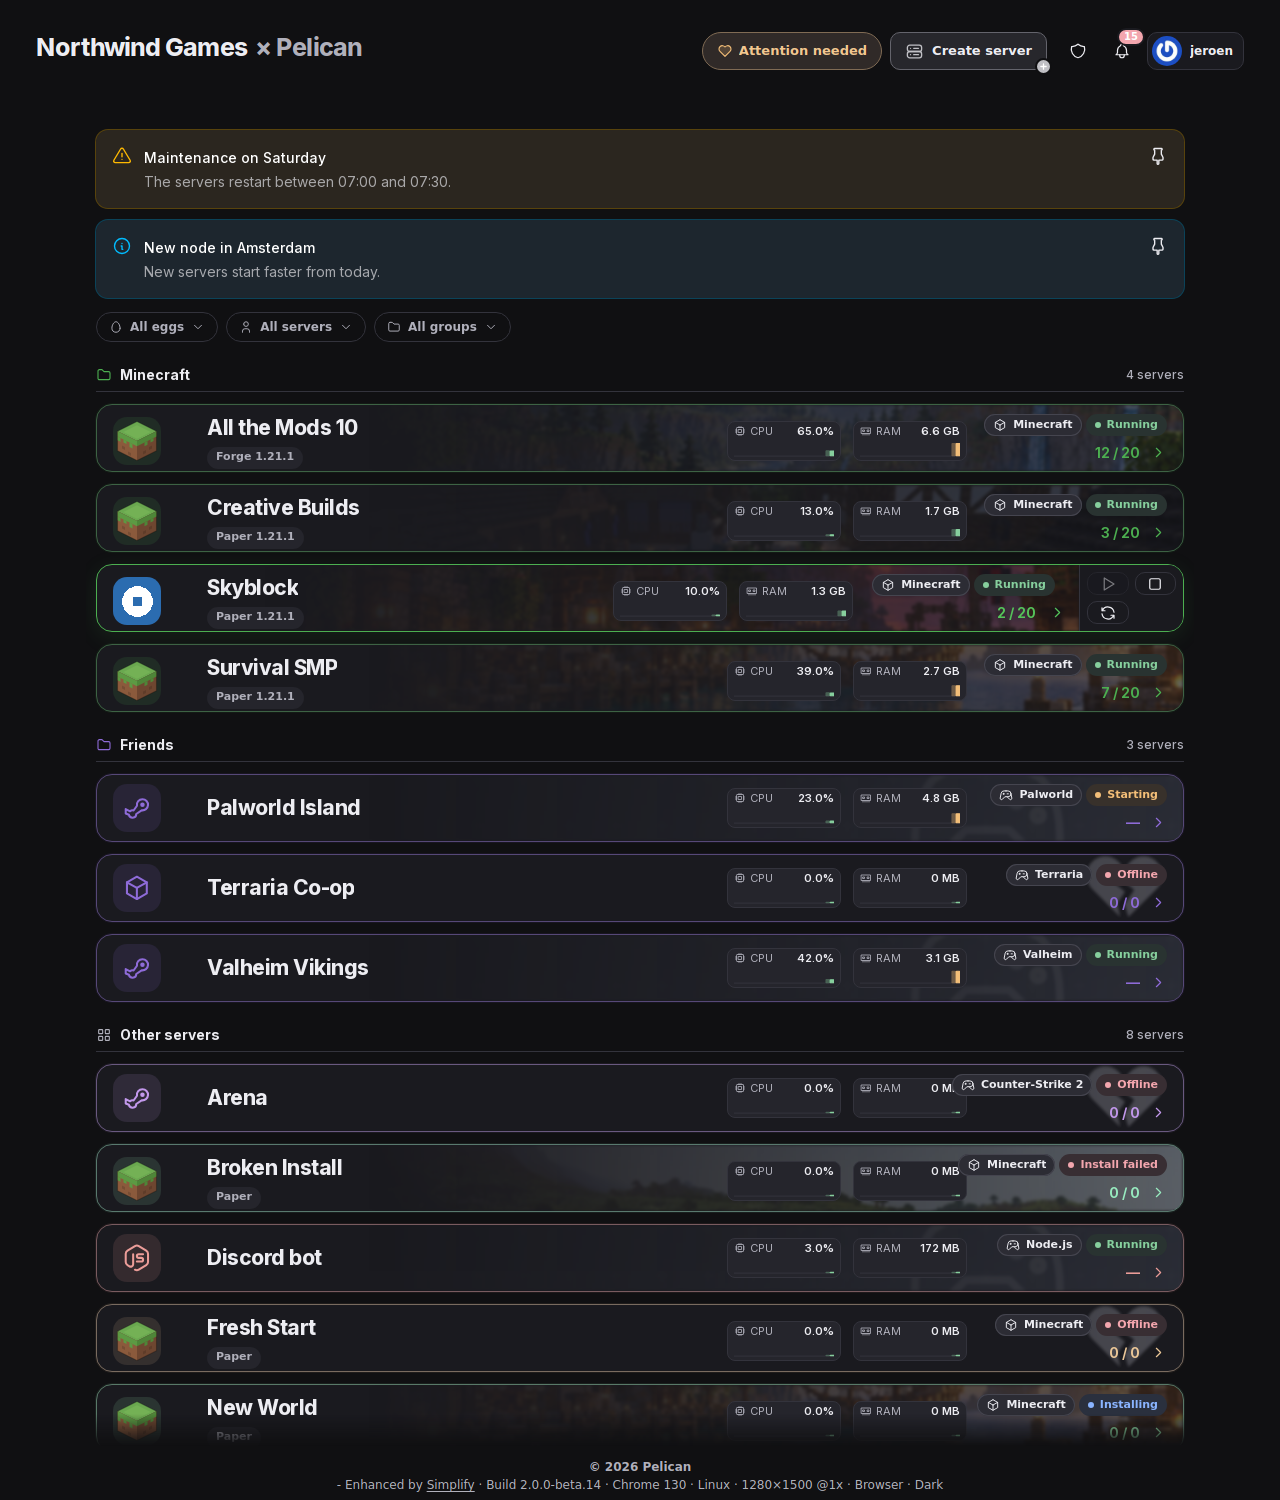 Northwind Games × Pelican
Attention needed
Create server
15
jeroen
Maintenance on Saturday
The servers restart between 07:00 and 07:30.
New node in Amsterdam
New servers start faster from today.
All eggs
All servers
All groups
Minecraft
4 servers
All the Mods 10
Forge 1.21.1
CPU 65.0%
RAM 6.6 GB
Minecraft
Running
12 / 20
Creative Builds
Paper 1.21.1
CPU 13.0%
RAM 1.7 GB
Minecraft
Running
3 / 20
Skyblock
Paper 1.21.1
CPU 10.0%
RAM 1.3 GB
Minecraft
Running
2 / 20
Survival SMP
Paper 1.21.1
CPU 39.0%
RAM 2.7 GB
Minecraft
Running
7 / 20
Friends
3 servers
Palworld Island
CPU 23.0%
RAM 4.8 GB
Palworld
Starting
—
Terraria Co-op
CPU 0.0%
RAM 0 MB
Terraria
Offline
0 / 0
Valheim Vikings
CPU 42.0%
RAM 3.1 GB
Valheim
Running
—
Other servers
8 servers
Arena
CPU 0.0%
RAM 0 M
Counter-Strike 2
Offline
0 / 0
Broken Install
Paper
CPU 0.0%
RAM 0 MB
Minecraft
Install failed
0 / 0
Discord bot
CPU 3.0%
RAM 172 MB
Node.js
Running
—
Fresh Start
Paper
CPU 0.0%
RAM 0 MB
Minecraft
Offline
0 / 0
New World
Paper
CPU 0.0%
RAM 0 MB
Minecraft
Installing
0 / 0
© 2026 Pelican
- Enhanced by Simplify · Build 2.0.0-beta.14 · Chrome 130 · Linux · 1280×1500 @1x · Browser · Dark